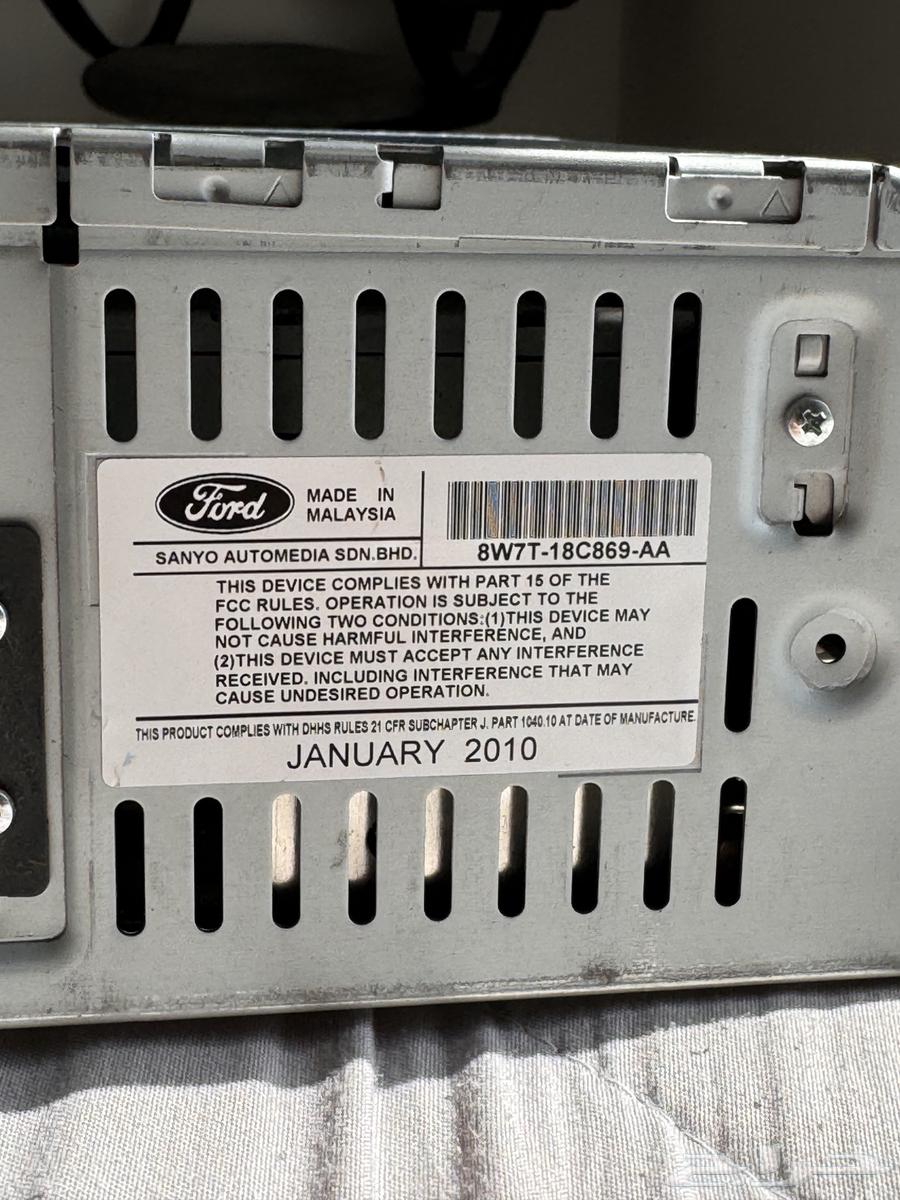 Ford
MADE IN
MALAYSIA
SANYO AUTOMEDIA SDN.BHD.
8W7T-18C869-AA
THIS DEVICE COMPLIES WITH PART 15 OF THE
FCC RULES. OPERATION IS SUBJECT TO THE
FOLLOWING TWO CONDITIONS:(1)THIS DEVICE MAY
NOT CAUSE HARMFUL INTERFERENCE, AND
(2)THIS DEVICE MUST ACCEPT ANY INTERFERENCE
RECEIVED. INCLUDING INTERFERENCE THAT MAY
CAUSE UNDESIRED OPERATION.
THIS PRODUCT COMPLIES WITH DHHS RULES 21 CFR SUBCHAPTER J. PART 1040.10 AT DATE OF MANUFACTURE.
JANUARY 2010